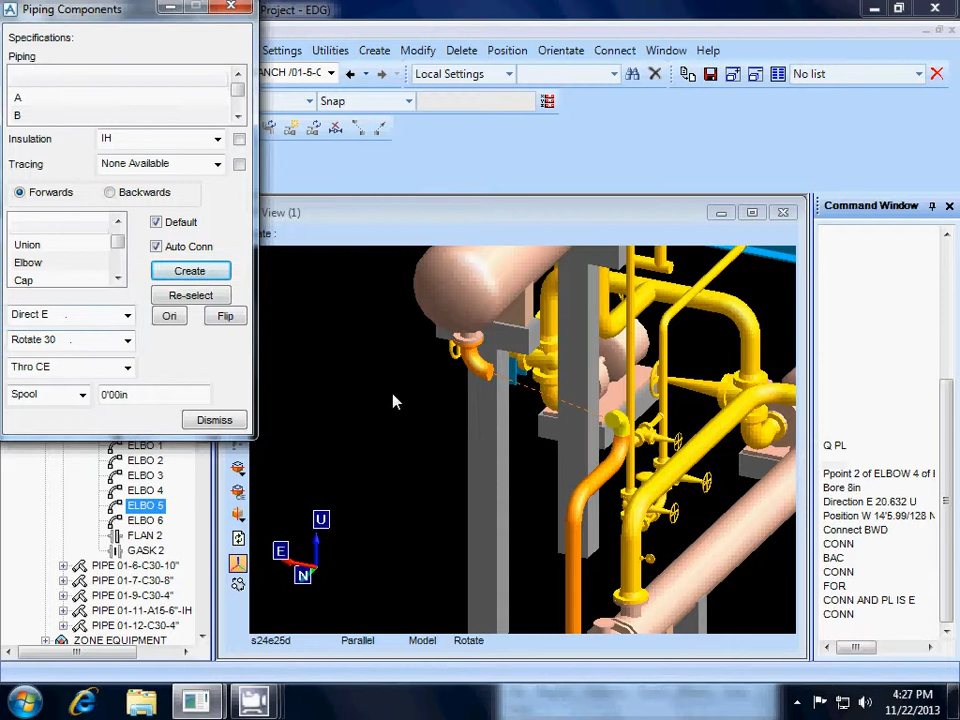 Piping Components
Project - EDG)
Settings Utilities Create Modify Delete Position Orientate Connect Window Help
ANCH /01-5-C
Local Settings
No list
Snap
Specifications:
Piping
A
B
Insulation
IH
Tracing
None Available
Forwards
Backwards
Union
Elbow
Cap
Default
Auto Conn
Create
Re-select
Direct E .
Ori
Flip
Rotate 30 .
Thro CE
Spool
0'00in
Dismiss
View (1)
ate :
Command Window
U
E
N
ELBO 1
ELBO 2
ELBO 3
ELBO 4
ELBO 5
ELBO 6
FLAN 2
GASK 2
PIPE 01-6-C30-10"
PIPE 01-7-C30-8"
PIPE 01-9-C30-4"
PIPE 01-11-A15-6"-IH
PIPE 01-12-C30-4"
ZONE EQUIPMENT
s24e25d
Parallel
Model
Rotate
Q PL
Ppoint 2 of ELBOW 4 of
Bore 8in
Direction E 20.632 U
Position W 14'5.99/128 N
Connect BWD
CONN
BAC
CONN
FOR
CONN AND PL IS E
CONN
4:27 PM
11/22/2013